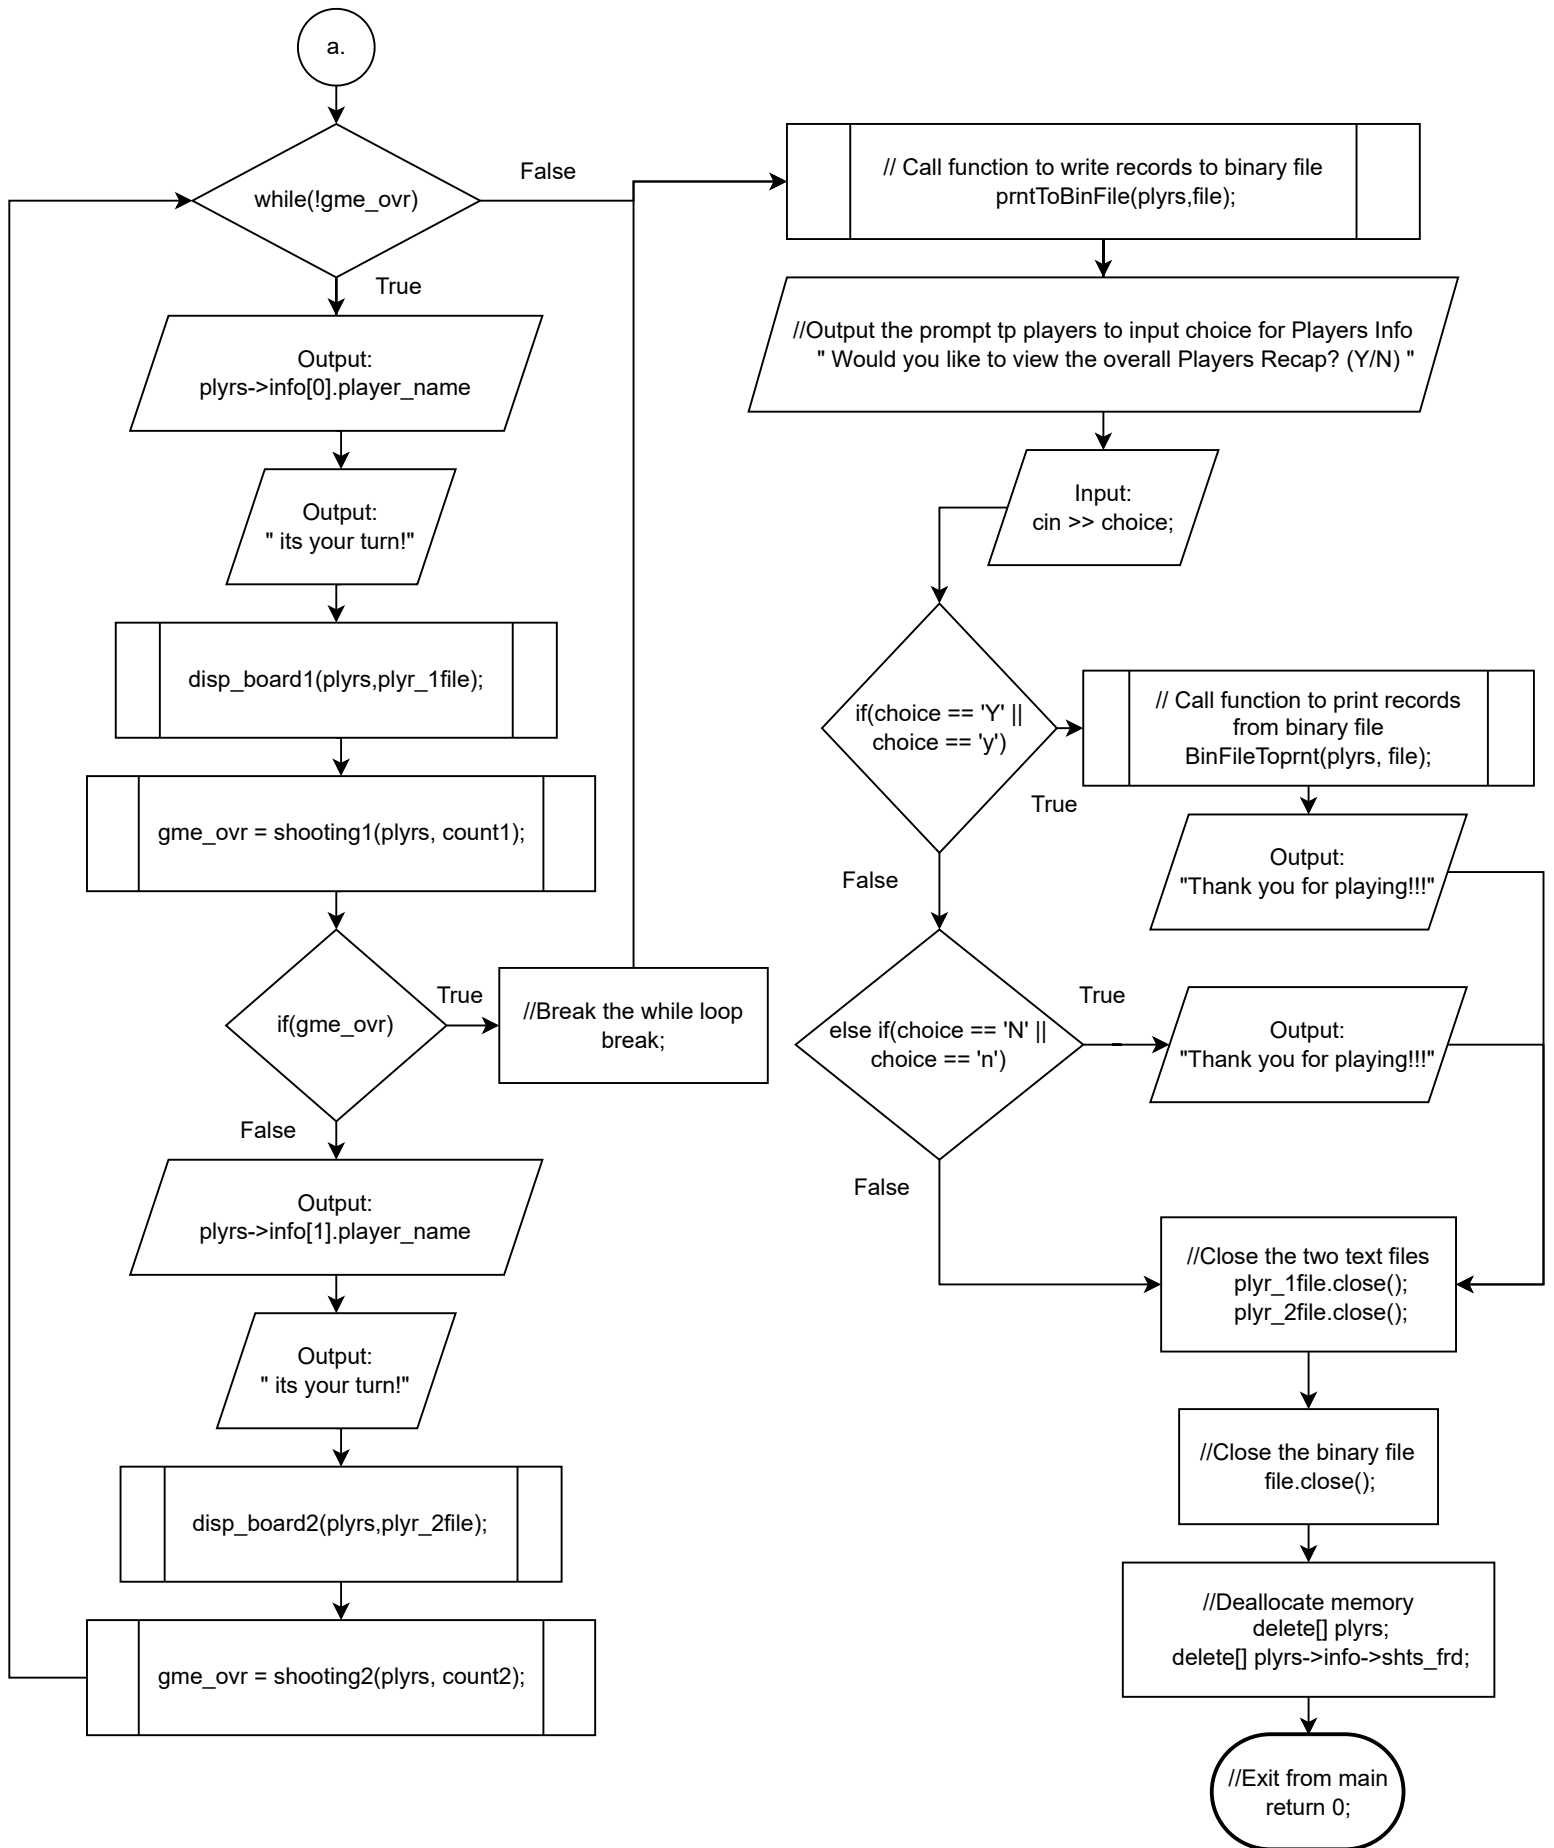 a.
while(!gme_ovr)
False
True
Output:
plyrs->info[0].player_name
Output:
" its your turn!"
disp_board1(plyrs,plyr_1file);
gme_ovr = shooting1(plyrs, count1);
if(gme_ovr)
True
//Break the while loop
break;
False
Output:
plyrs->info[1].player_name
Output:
" its your turn!"
disp_board2(plyrs,plyr_2file);
gme_ovr = shooting2(plyrs, count2);
// Call function to write records to binary file
prntToBinFIle(plyrs,file);
//Output the prompt tp players to input choice for Players Info
" Would you like to view the overall Players Recap? (Y/N) "
Input:
cin >> choice;
if(choice == 'Y' ||
choice == 'y')
True
// Call function to print records
from binary file
BinFileToprnt(plyrs, file);
Output:
"Thank you for playing!!!"
False
else if(choice == 'N' ||
choice == 'n')
True
Output:
"Thank you for playing!!!"
False
//Close the two text files
plyr_1file.close();
plyr_2file.close();
//Close the binary file
file.close();
//Deallocate memory
delete[] plyrs;
delete[] plyrs->info->shts_frd;
//Exit from main
return 0;